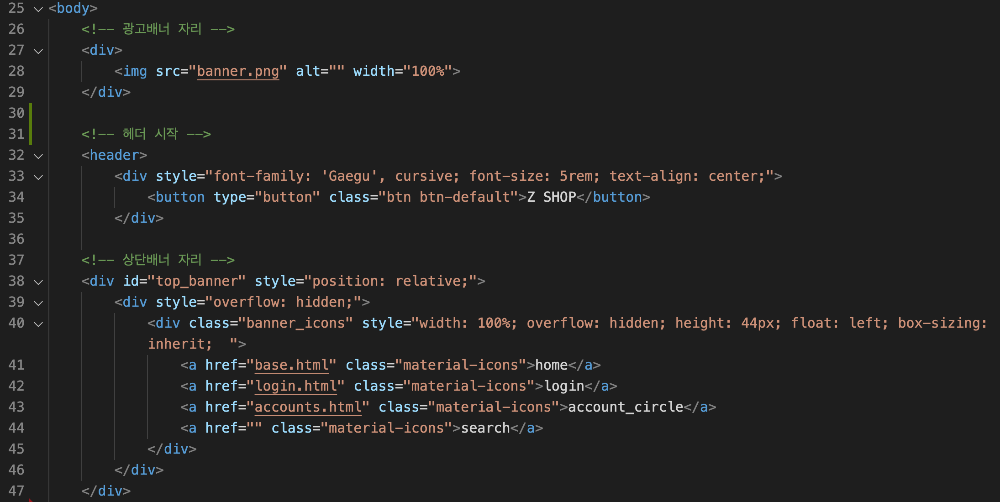 25 <body>
26 <!-- 광고배너 자리 -->
27 <div>
28 <img src="banner.png" alt="" width="100%">
29 </div>
30
31 <!-- 헤더 시작 -->
32 <header>
33 <div style="font-family: 'Gaegu', cursive; font-size: 5rem; text-align: center;">
34 <button type="button" class="btn btn-default">Z SHOP</button>
35 </div>
36
37 <!-- 상단배너 자리 -->
38 <div id="top_banner" style="position: relative;">
39 <div style="overflow: hidden;">
40 <div class="banner_icons" style="width: 100%; overflow: hidden; height: 44px; float: left; box-sizing:
inherit;  ">
41 <a href="base.html" class="material-icons">home</a>
42 <a href="login.html" class="material-icons">login</a>
43 <a href="accounts.html" class="material-icons">account_circle</a>
44 <a href="" class="material-icons">search</a>
45 </div>
46 </div>
47 </div>